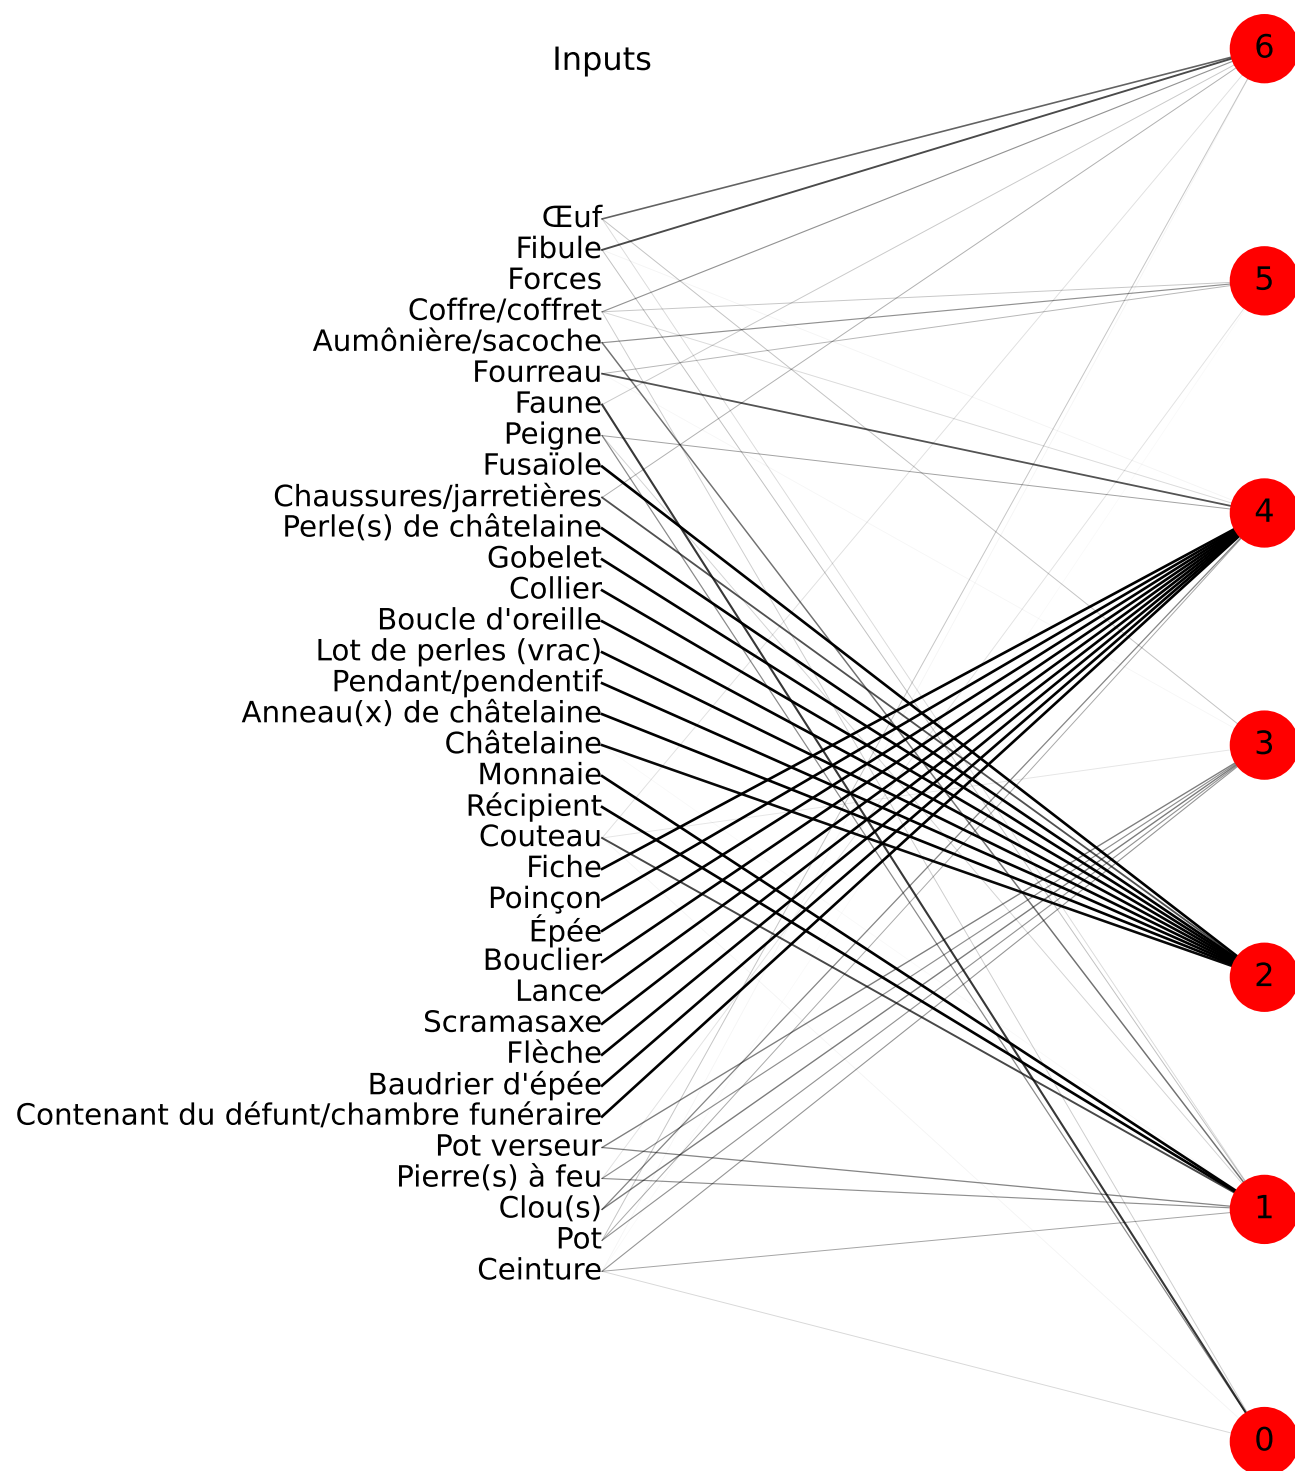 6
Inputs
Œuf
Fibule
5
Forces
Coffre/coffret
Aumônière/sacoche
Fourreau
Faune
Peigne
Fusaïole
Chaussures/jarretières
4
Perle(s) de châtelaine
Gobelet
Collier
Boucle d'oreille
Lot de perles (vrac)
Pendant/pendentif
Anneau(x) de châtelaine
3
Châtelaine
Monnaie
Récipient
Couteau
Fiche
Poinçon
Épée
Bouclier
2
Lance
Scramasaxe
Flèche
Baudrier d'épée
Contenant du défunt/chambre funéraire
Pot verseur
Pierre(s) à feu
1
Clou(s)
Pot
Ceinture
0